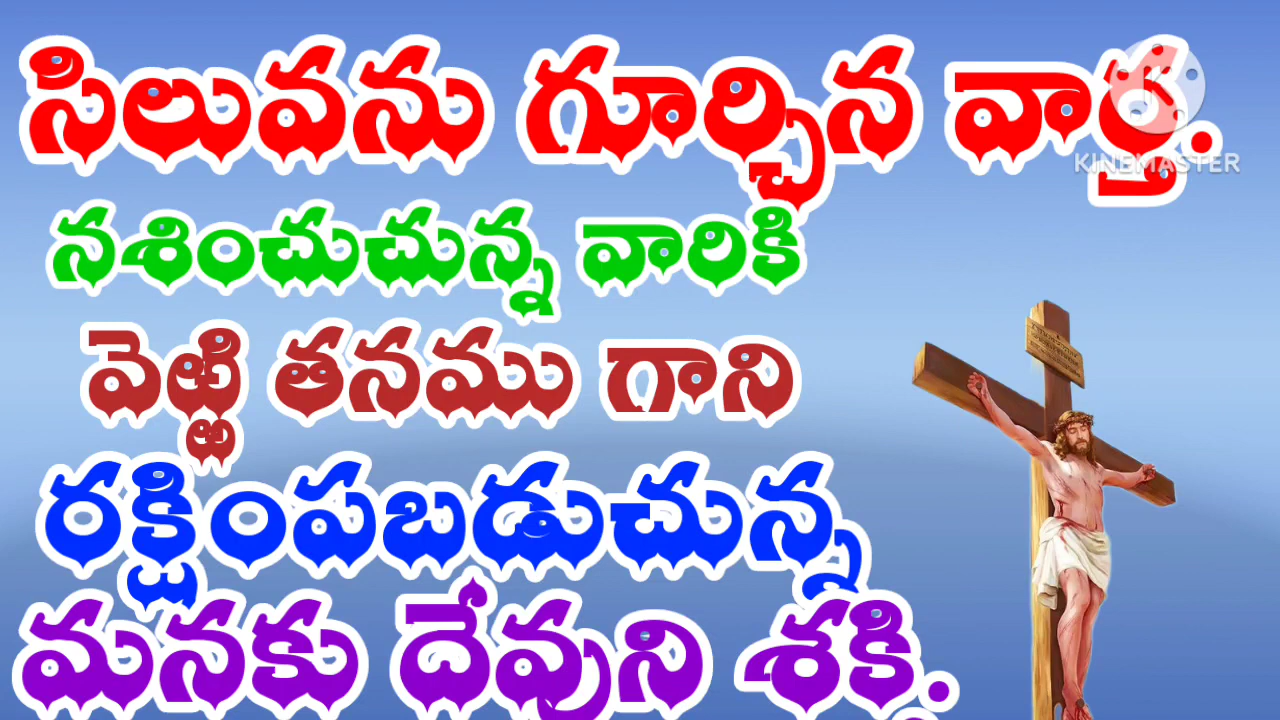 సిలువను గూర్చిన వార్త.
KINEMASTER
నశించుచున్న వారికి
వెఱ్ఱి తనము గాని
రక్షింపబడుచున్న
మనకు దేవుని శక్తి.